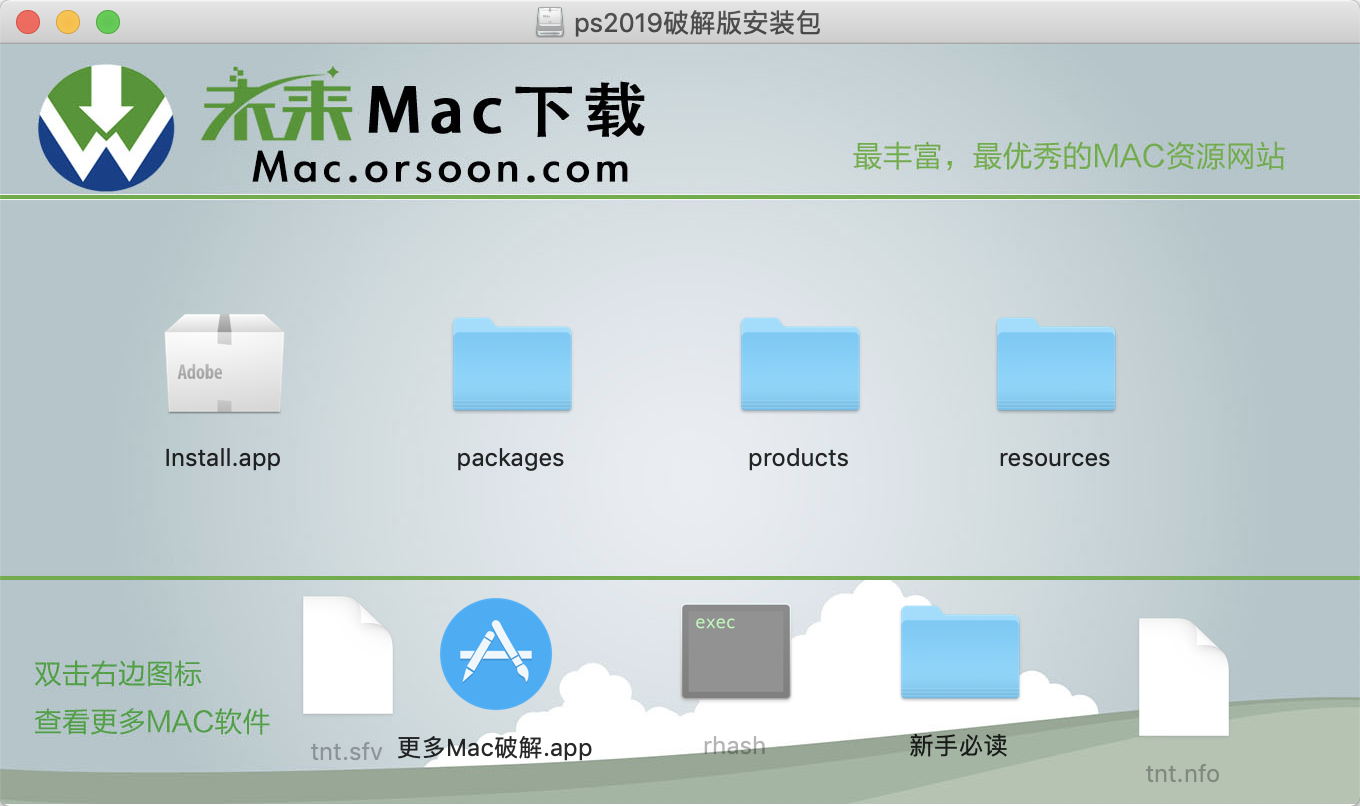 ps2019破解版安装包
未来Mac下载
Mac.orsoon.com
最丰富，最优秀的MAC资源网站
Adobe
Install.app
packages
products
resources
exec
双击右边图标
查看更多MAC软件
tnt.sfv
更多Mac破解.app
rhash
新手必读
tnt.nfo